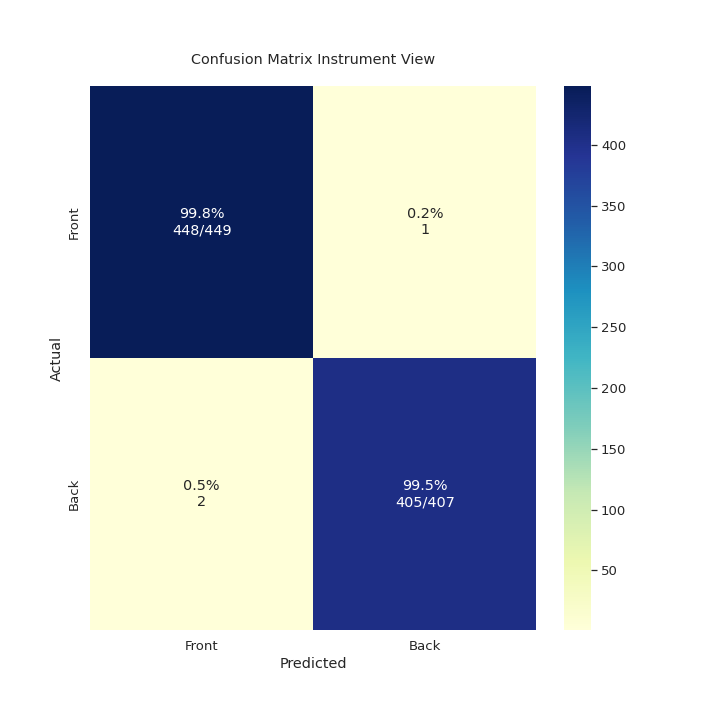 Confusion Matrix Instrument View
Actual
Front
99.8%
448/449
0.2%
1
Back
0.5%
2
99.5%
405/407
Front
Back
Predicted
400
350
300
250
200
150
100
50